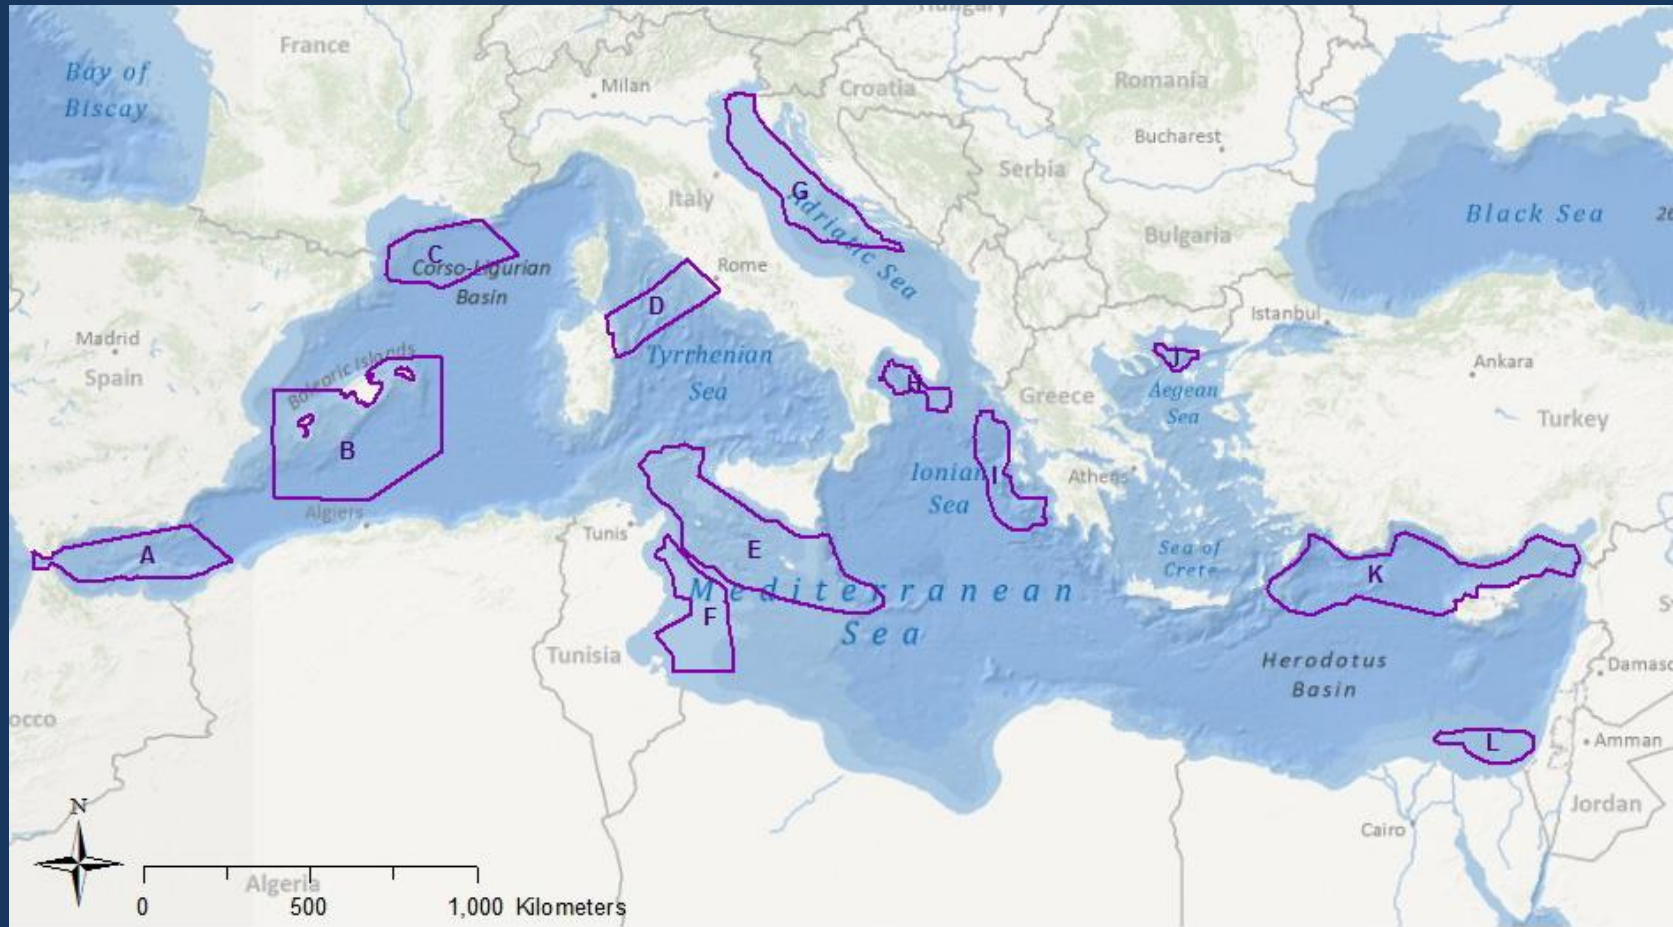 Hungary
France
Bay of
Biscay
Milan
Croatia
Romania
Bucharest
Serbia
Italy
G
Adriatic Sea
Black Sea
Bulgaria
C
Corso-Ligurian
Basin
Rome
D
Istanbul
Madrid
Spain
Balearic Islands
Tyrrhenian
Sea
H
J
Aegean
Sea
Ankara
Greece
Turkey
B
Ionian
Sea
I
Athens
Algiers
Tunis
A
E
Sea of
Crete
K
Mediterranean
Sea
F
Tunisia
Herodotus
Basin
Damasc
occo
L
Amman
Jordan
Cairo
N
Algeria
0 500 1,000 Kilometers